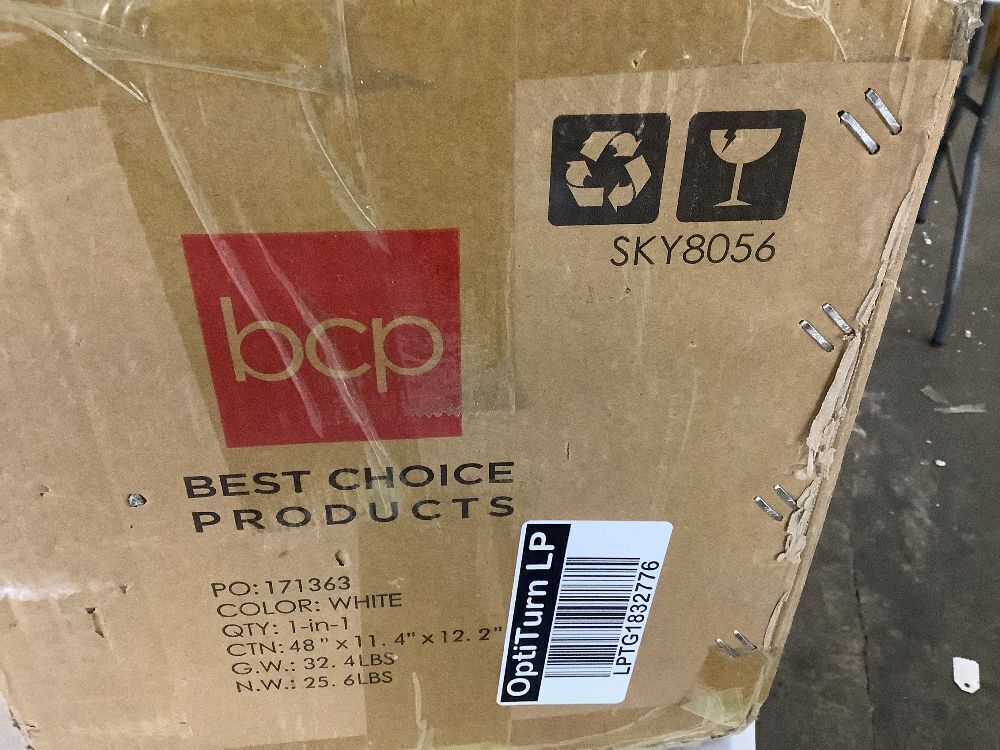 SKY8056
bcp
BEST CHOICE
PRODUCTS
PO: 171363
COLOR: WHITE
QTY: 1-in-1
CTN: 48" x 11. 4" x 12. 2"
G.W.: 32. 4LBS
N.W.: 25. 6LBS
OptiTurn LP
LPTG1832776